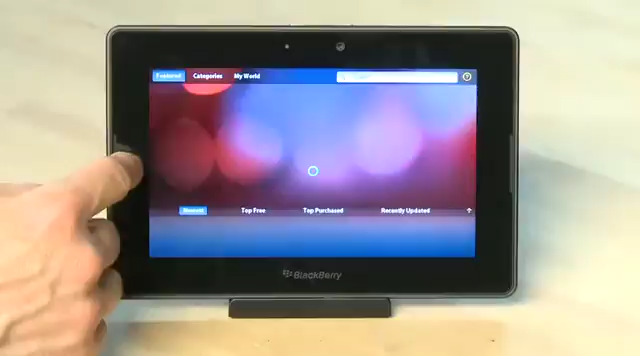 Featured Categories My World
Newest Top Free Top Purchased Recently Updated
BlackBerry